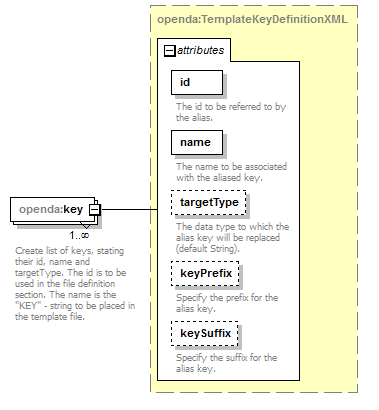 openda:TemplateKeyDefinitionXML
attributes
id
The id to be referred to by
the alias.
name
The name to be associated
with the aliased key.
targetType
The data type to which the
alias key will be replaced
(default String).
keyPrefix
Specify the prefix for the
alias key.
keySuffix
Specify the suffix for the
alias key.
openda:key
1..∞
Create list of keys, stating
their id, name and
targetType. The id is to be
used in the file definition
section. The name is the
"KEY" - string to be placed in
the template file.